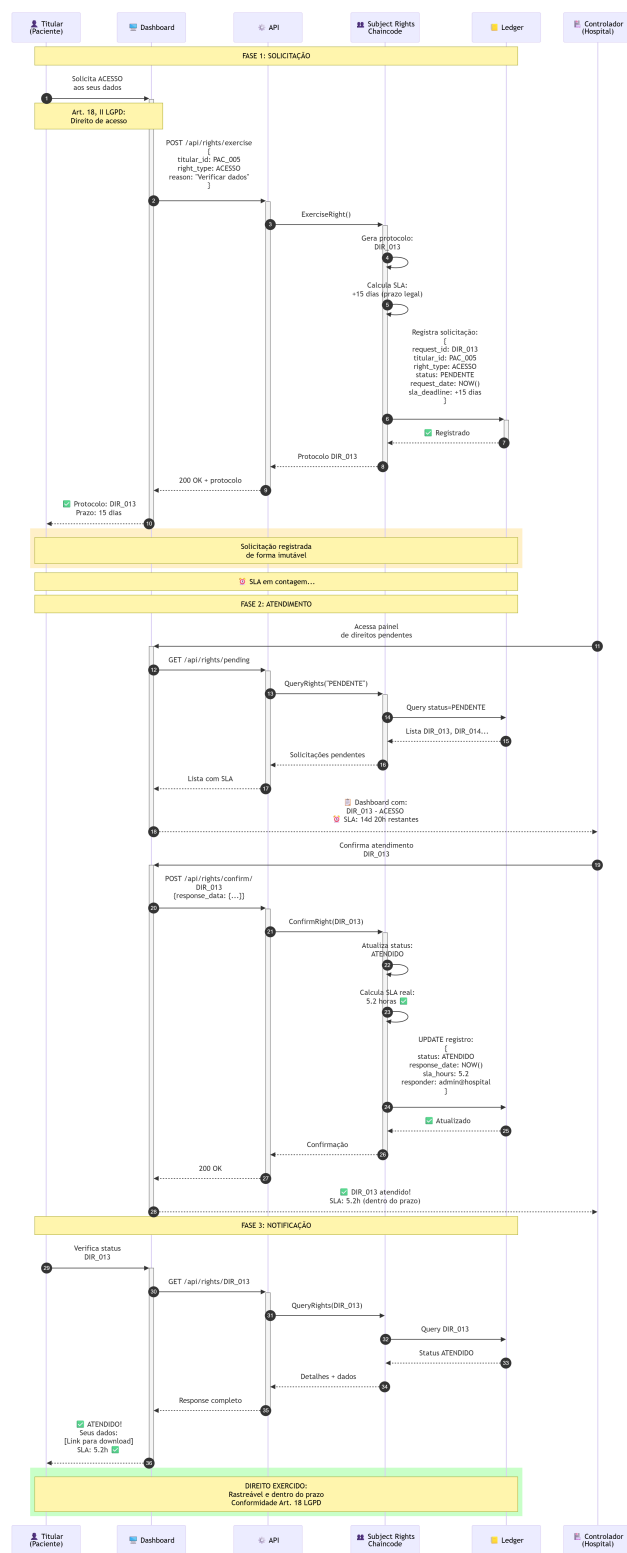 👤 Titular
(Paciente)
🖥️ Dashboard
⚙️ API
👥 Subject Rights
Chaincode
📒 Ledger
🏥 Controlador
(Hospital)
FASE 1: SOLICITAÇÃO
Solicita ACESSO
aos seus dados
1
Art. 18, II LGPD:
Direito de acesso
POST /api/rights/exercise
{
titular_id: PAC_005
right_type: ACESSO
reason: "Verificar dados"
}
2
ExerciseRight()
3
Gera protocolo:
DIR_013
4
Calcula SLA:
+15 dias (prazo legal)
5
Registra solicitação:
{
request_id: DIR_013
titular_id: PAC_005
right_type: ACESSO
status: PENDENTE
request_date: NOW()
sla_deadline: +15 dias
}
6
✅ Registrado
7
Protocolo DIR_013
8
200 OK + protocolo
9
✅ Protocolo: DIR_013
Prazo: 15 dias
10
Solicitação registrada
de forma imutável
⏰ SLA em contagem...
FASE 2: ATENDIMENTO
Acessa painel
de direitos pendentes
11
GET /api/rights/pending
12
QueryRights("PENDENTE")
13
Query status=PENDENTE
14
Lista DIR_013, DIR_014...
15
Solicitações pendentes
16
Lista com SLA
17
📋 Dashboard com:
DIR_013 - ACESSO
⏰ SLA: 14d 20h restantes
18
Confirma atendimento
DIR_013
19
POST /api/rights/confirm/
DIR_013
{response_data: {...}}
20
ConfirmRight(DIR_013)
21
Atualiza status:
ATENDIDO
22
Calcula SLA real:
5.2 horas ✅
23
UPDATE registro:
{
status: ATENDIDO
response_date: NOW()
sla_hours: 5.2
responder: admin@hospital
}
24
✅ Atualizado
25
Confirmação
26
200 OK
27
✅ DIR_013 atendido!
SLA: 5.2h (dentro do prazo)
28
FASE 3: NOTIFICAÇÃO
Verifica status
DIR_013
29
GET /api/rights/DIR_013
30
QueryRights(DIR_013)
31
Query DIR_013
32
Status ATENDIDO
33
Detalhes + dados
34
Response completo
35
✅ ATENDIDO!
Seus dados:
[Link para download]
SLA: 5.2h ✅
36
DIREITO EXERCIDO:
Rastreável e dentro do prazo
Conformidade Art. 18 LGPD
👤 Titular
(Paciente)
🖥️ Dashboard
⚙️ API
👥 Subject Rights
Chaincode
📒 Ledger
🏥 Controlador
(Hospital)